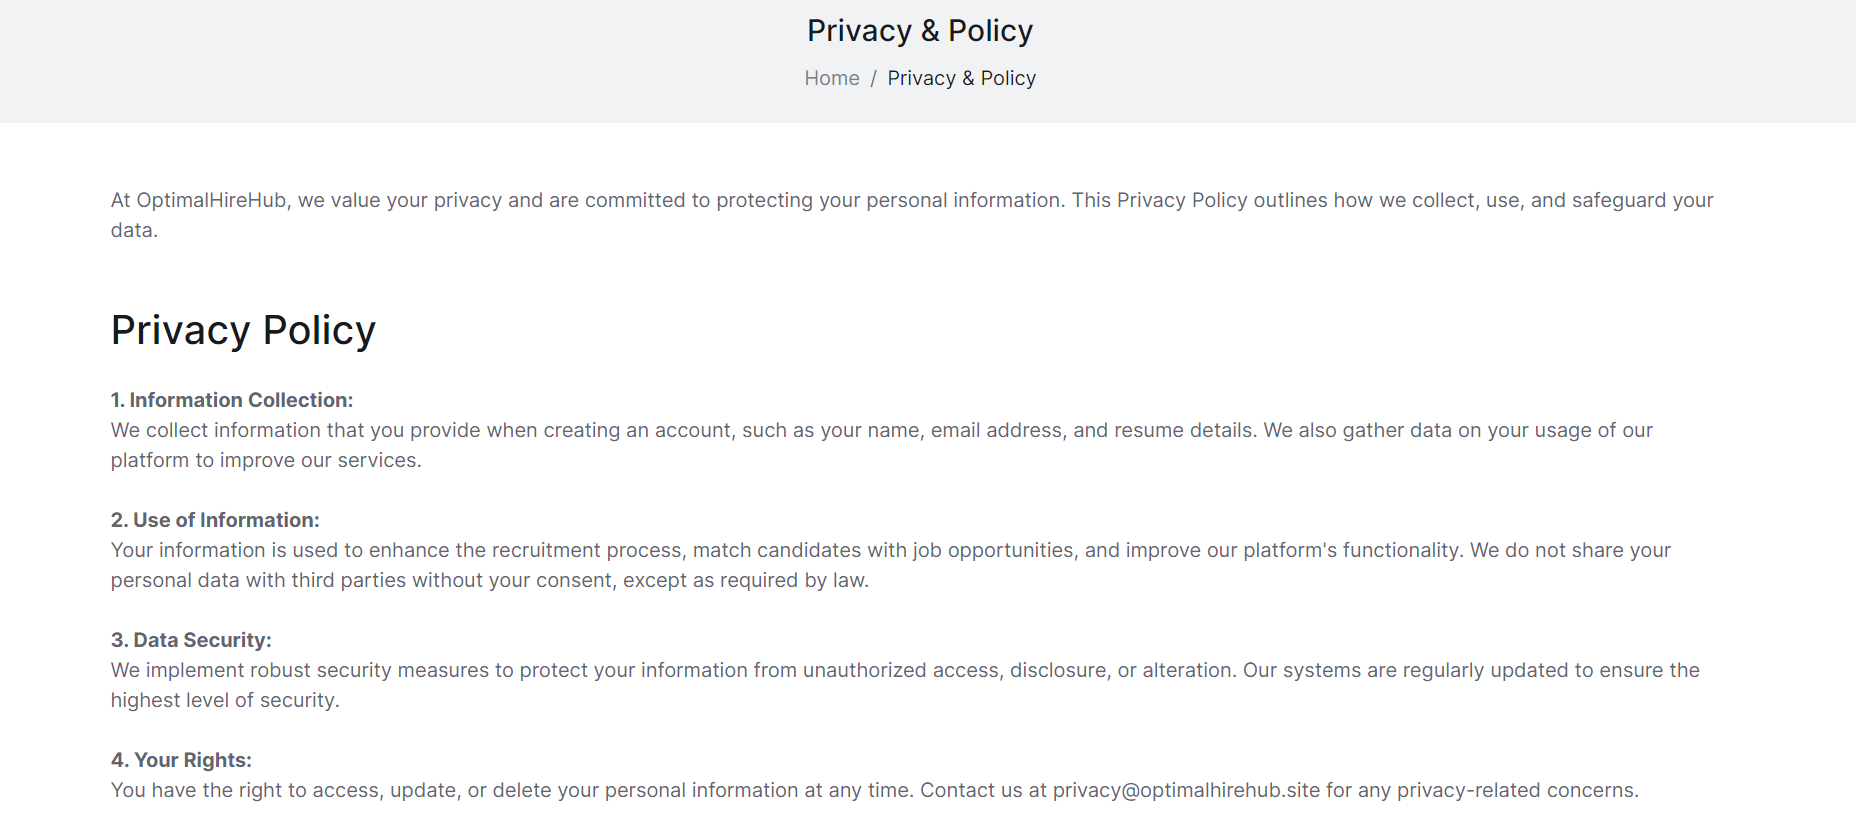 Privacy & Policy
Home / Privacy & Policy
At OptimalHireHub, we value your privacy and are committed to protecting your personal information. This Privacy Policy outlines how we collect, use, and safeguard your
data.
Privacy Policy
1. Information Collection:
We collect information that you provide when creating an account, such as your name, email address, and resume details. We also gather data on your usage of our
platform to improve our services.
2. Use of Information:
Your information is used to enhance the recruitment process, match candidates with job opportunities, and improve our platform's functionality. We do not share your
personal data with third parties without your consent, except as required by law.
3. Data Security:
We implement robust security measures to protect your information from unauthorized access, disclosure, or alteration. Our systems are regularly updated to ensure the
highest level of security.
4. Your Rights:
You have the right to access, update, or delete your personal information at any time. Contact us at privacy@optimalhirehub.site for any privacy-related concerns.